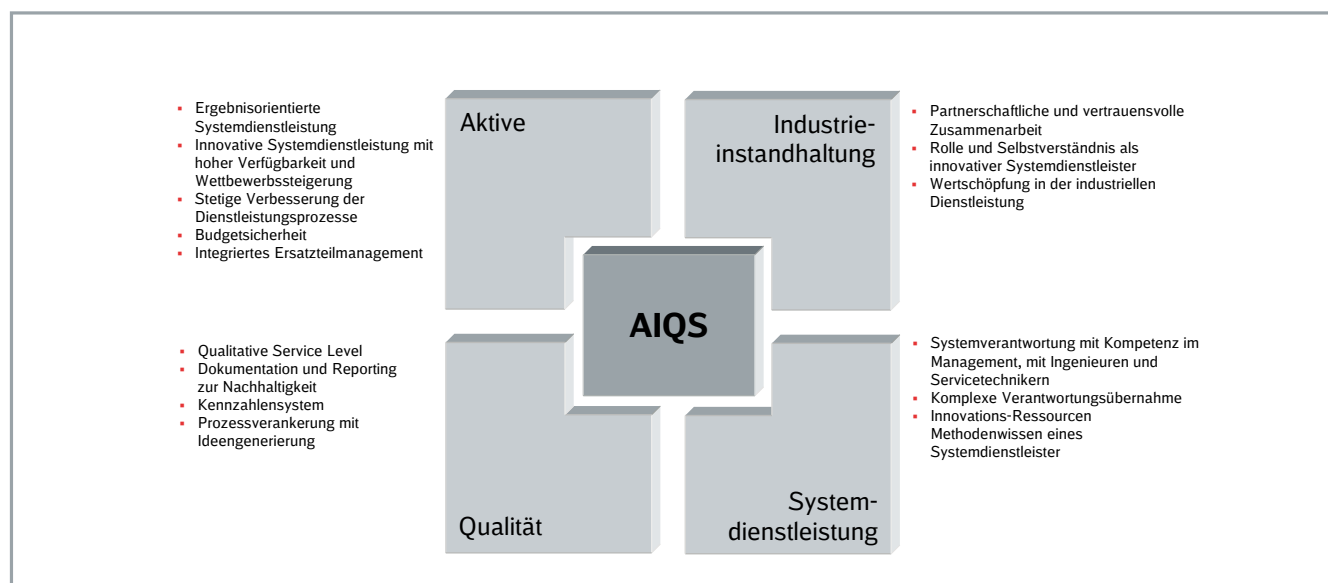 ▪ Ergebnisorientierte
Systemdienstleistung
▪ Innovative Systemdienstleistung mit
hoher Verfügbarkeit und
Wettbewerbssteigerung
▪ Stetige Verbesserung der
Dienstleistungsprozesse
▪ Budgetsicherheit
▪ Integriertes Ersatzteilmanagement
Aktive
Industrie-
instandhaltung
▪ Partnerschaftliche und vertrauensvolle
Zusammenarbeit
▪ Rolle und Selbstverständnis als
innovativer Systemdienstleister
▪ Wertschöpfung in der industriellen
Dienstleistung
AIQS
▪ Qualitative Service Level
▪ Dokumentation und Reporting
zur Nachhaltigkeit
▪ Kennzahlensystem
▪ Prozessverankerung mit
Ideengenerierung
Qualität
System-
dienstleistung
▪ Systemverantwortung mit Kompetenz im
Management, mit Ingenieuren und
Servicetechnikern
▪ Komplexe Verantwortungsübernahme
▪ Innovations-Ressourcen
Methodenwissen eines
Systemdienstleister